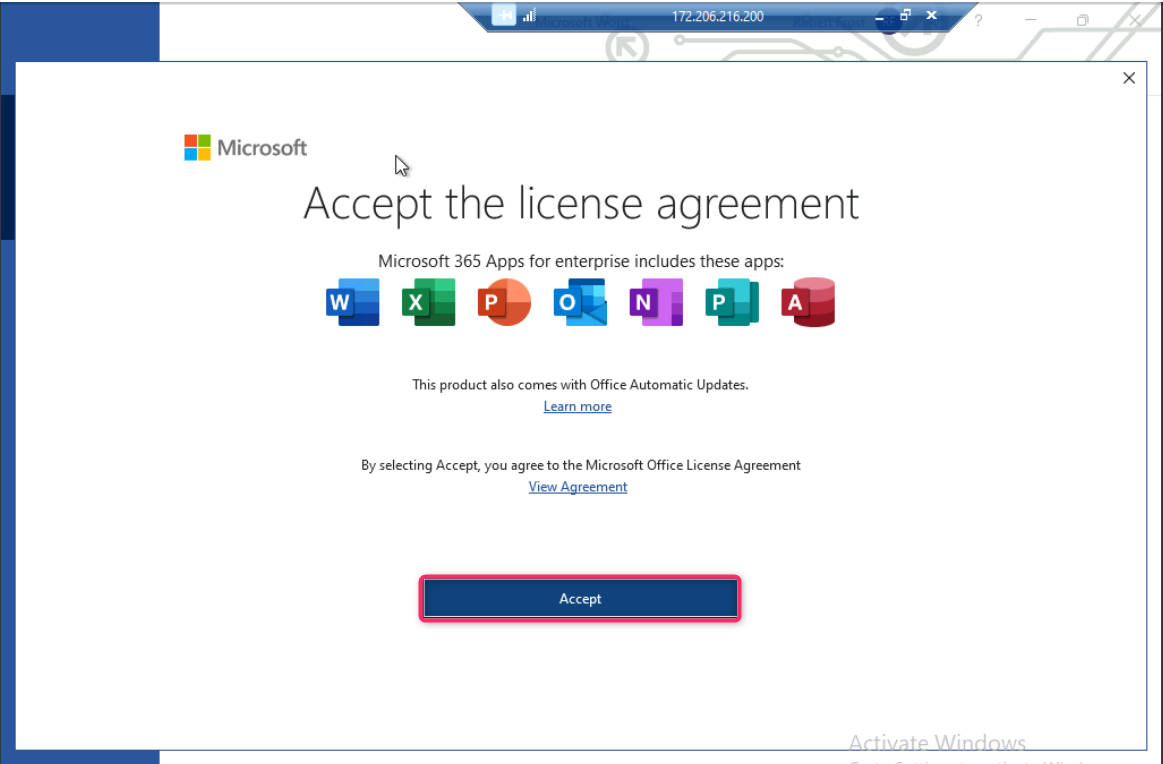 Microsoft Word
172.206.216.200
Robert Frost
RF
?
Microsoft
Accept the license agreement
Microsoft 365 Apps for enterprise includes these apps:
W X P O N P A
This product also comes with Office Automatic Updates.
Learn more
By selecting Accept, you agree to the Microsoft Office License Agreement
View Agreement
Accept
Activate Windows